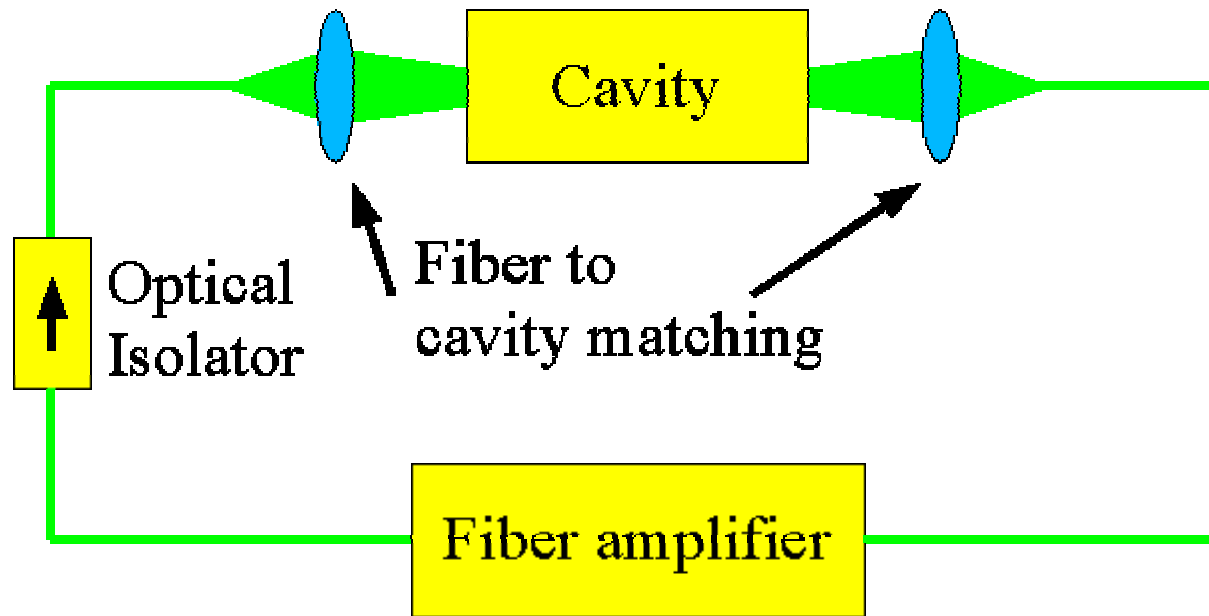 Cavity
Optical
Isolator
Fiber to
cavity matching
Fiber amplifier